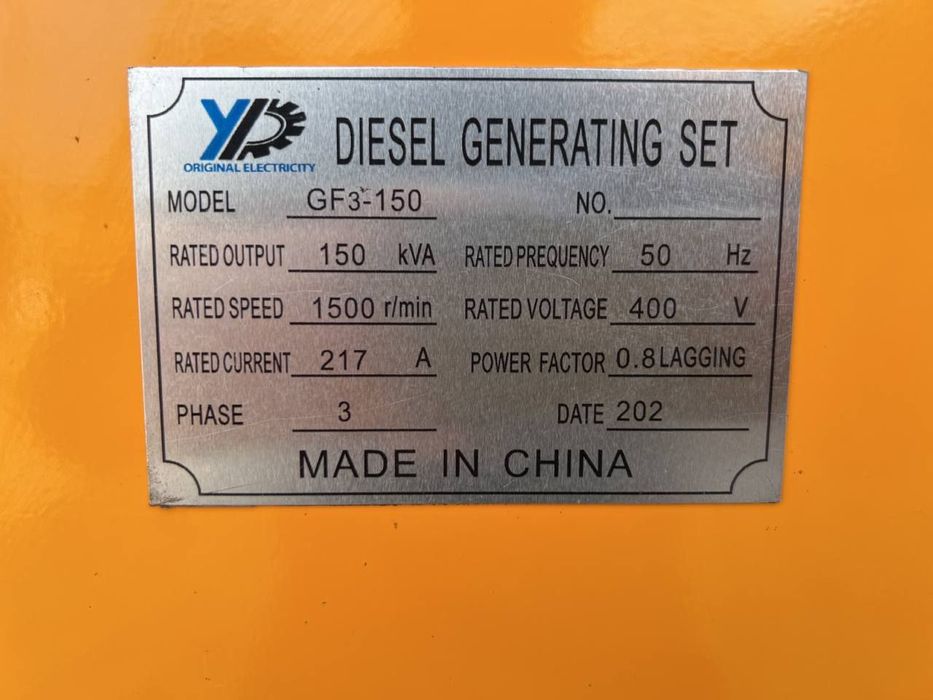 YD DIESEL GENERATING SET
ORIGINAL ELECTRICITY
MODEL GF3-150 NO.
RATED OUTPUT 150 kVA RATED PREQUENCY 50 Hz
RATED SPEED 1500 r/min RATED VOLTAGE 400 V
RATED CURRENT 217 A POWER FACTOR 0.8 LAGGING
PHASE 3 DATE 202
MADE IN CHINA